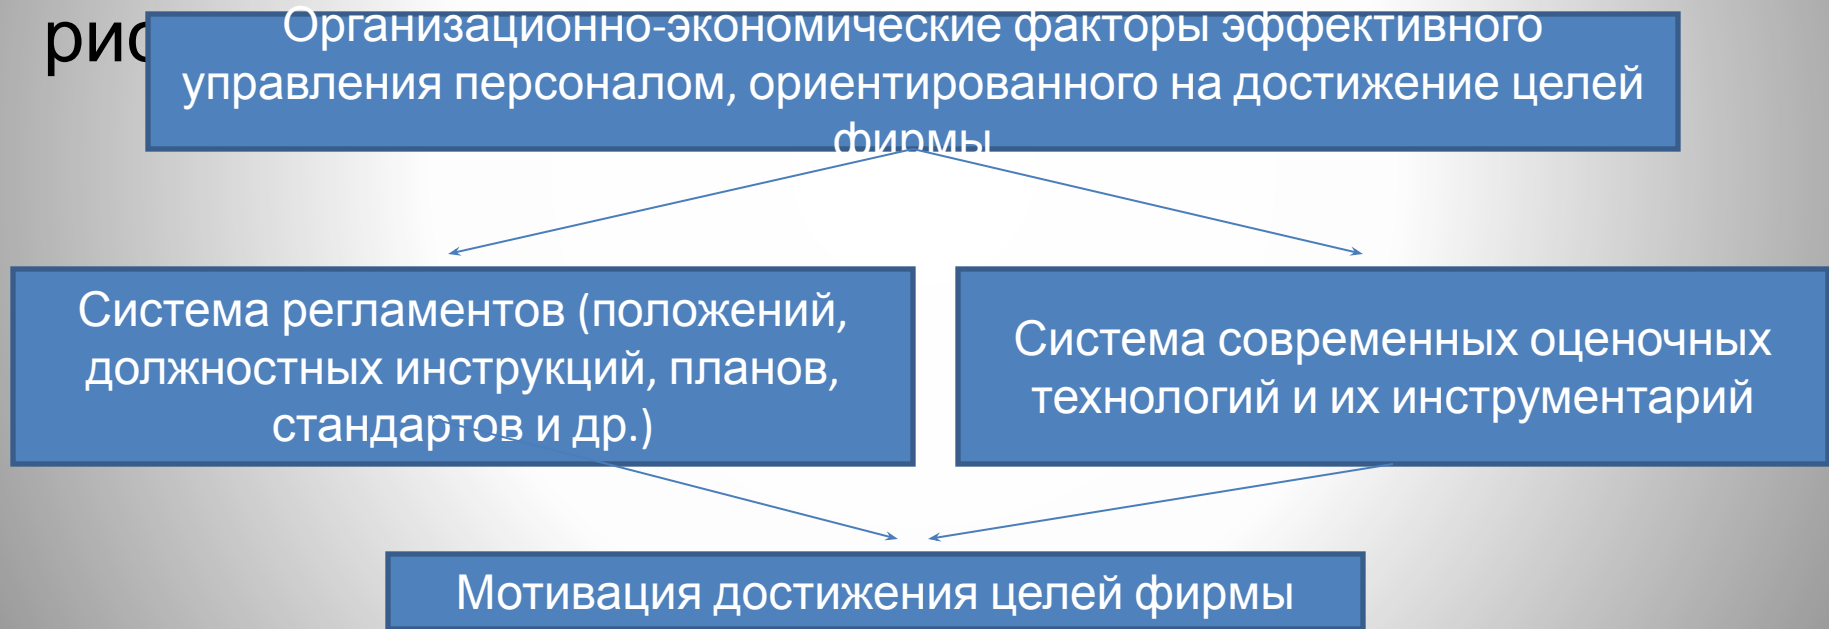 рис
Организационно-экономические факторы эффективного
управления персоналом, ориентированного на достижение целей
фирмы
Система регламентов (положений,
должностных инструкций, планов,
стандартов и др.)
Система современных оценочных
технологий и их инструментарий
Мотивация достижения целей фирмы